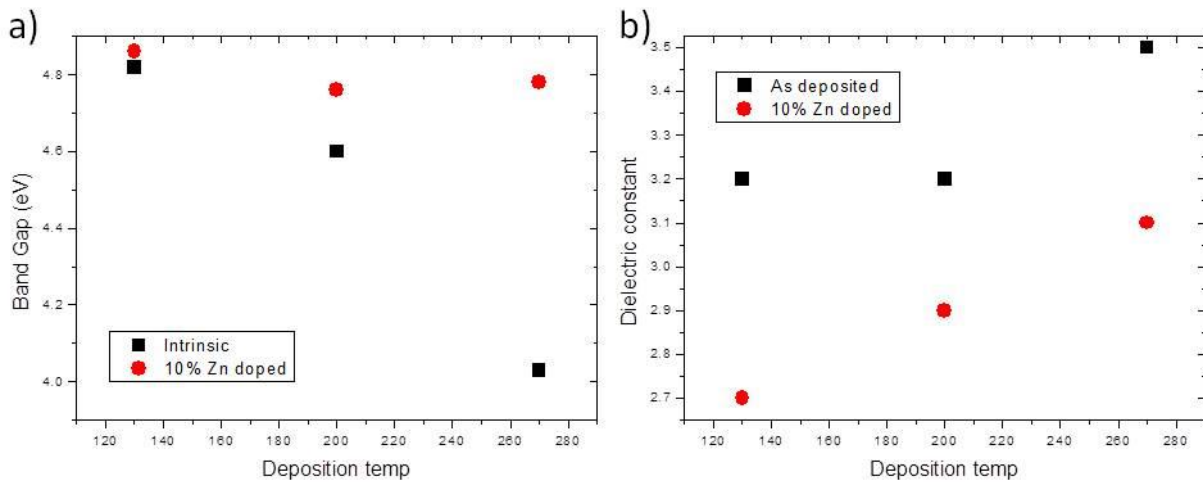 a)
4.8
4.6
4.4
4.2
4.0
Band Gap (eV)
Intrinsic
10% Zn doped
120 140 160 180 200 220 240 260 280
Deposition temp
b)
3.5
3.4
3.3
3.2
3.1
3.0
2.9
2.8
2.7
Dielectric constant
As deposited
10% Zn doped
120 140 160 180 200 220 240 260 280
Deposition temp